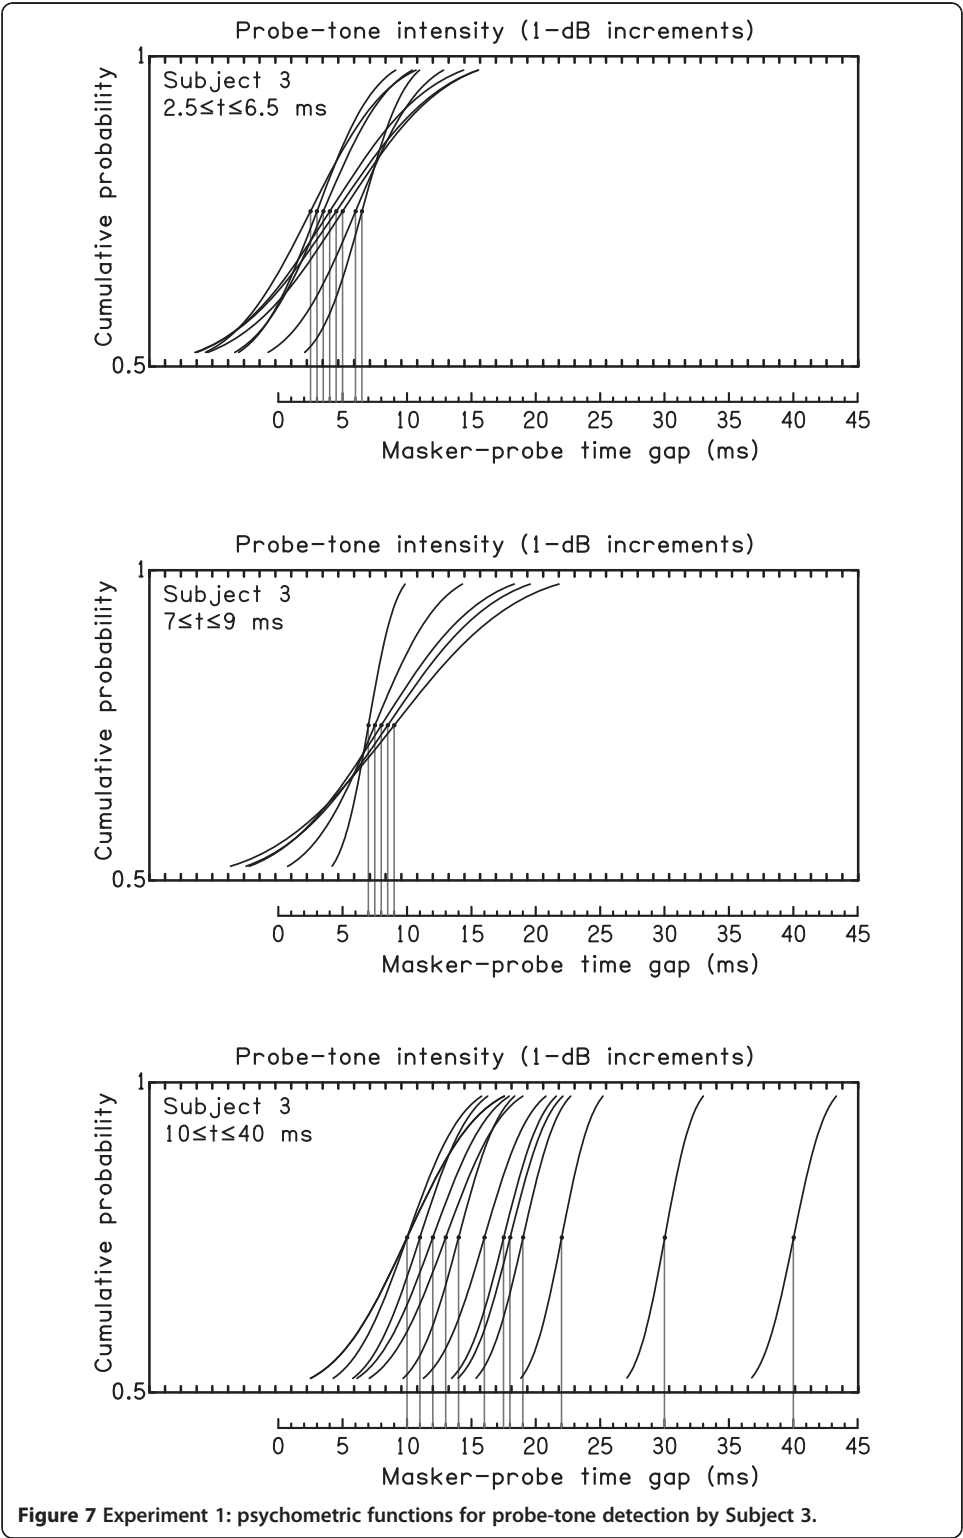 Probe-tone intensity (1-dB increments)
1
Subject 3
2.5≤t≤6.5 ms
Cumulative probability
0.5
0 5 10 15 20 25 30 35 40 45
Masker-probe time gap (ms)
Probe-tone intensity (1-dB increments)
1
Subject 3
7≤t≤9 ms
Cumulative probability
0.5
0 5 10 15 20 25 30 35 40 45
Masker-probe time gap (ms)
Probe-tone intensity (1-dB increments)
1
Subject 3
10≤t≤40 ms
Cumulative probability
0.5
0 5 10 15 20 25 30 35 40 45
Masker-probe time gap (ms)
Figure 7 Experiment 1: psychometric functions for probe-tone detection by Subject 3.